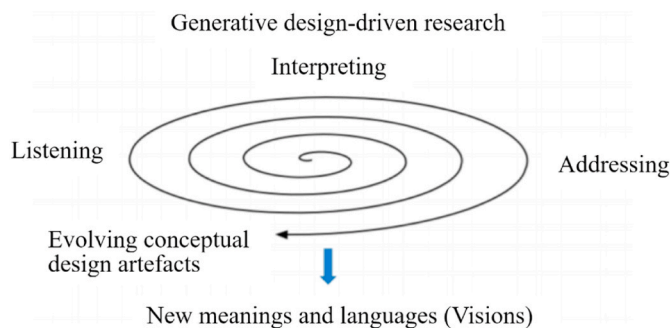 Generative design-driven research
Interpreting
Listening
Addressing
Evolving conceptual
design artefacts
New meanings and languages (Visions)